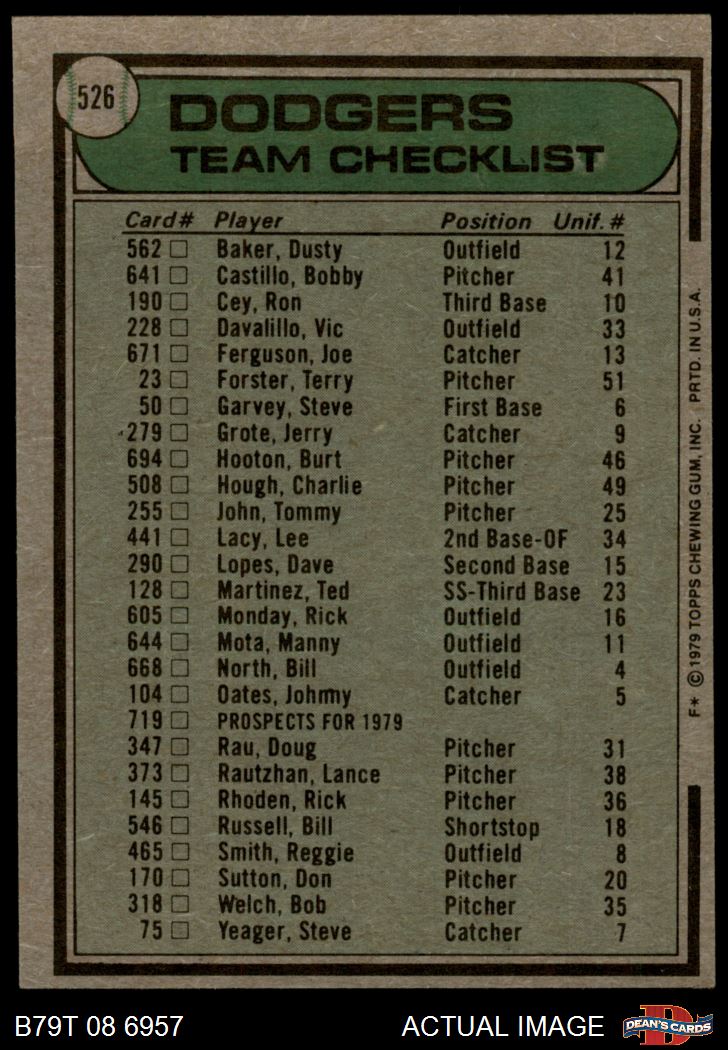 526
DODGERS
TEAM CHECKLIST
Card# Player Position Unif. #
562 Baker, Dusty Outfield 12
641 Castillo, Bobby Pitcher 41
190 Cey, Ron Third Base 10
228 Davalillo, Vic Outfield 33
671 Ferguson, Joe Catcher 13
23 Forster, Terry Pitcher 51
50 Garvey, Steve First Base 6
279 Grote, Jerry Catcher 9
694 Hooton, Burt Pitcher 46
508 Hough, Charlie Pitcher 49
255 John, Tommy Pitcher 25
441 Lacy, Lee 2nd Base-OF 34
290 Lopes, Dave Second Base 15
128 Martinez, Ted SS-Third Base 23
605 Monday, Rick Outfield 16
644 Mota, Manny Outfield 11
668 North, Bill Outfield 4
104 Oates, Johnny Catcher 5
719 PROSPECTS FOR 1979
347 Rau, Doug Pitcher 31
373 Rautzhan, Lance Pitcher 38
145 Rhoden, Rick Pitcher 36
546 Russell, Bill Shortstop 18
465 Smith, Reggie Outfield 8
170 Sutton, Don Pitcher 20
318 Welch, Bob Pitcher 35
75 Yeager, Steve Catcher 7
F* © 1979 TOPPS CHEWING GUM, INC. PRTD. IN U.S.A.
B79T 08 6957 ACTUAL IMAGE
D
DEAN'S CARDS